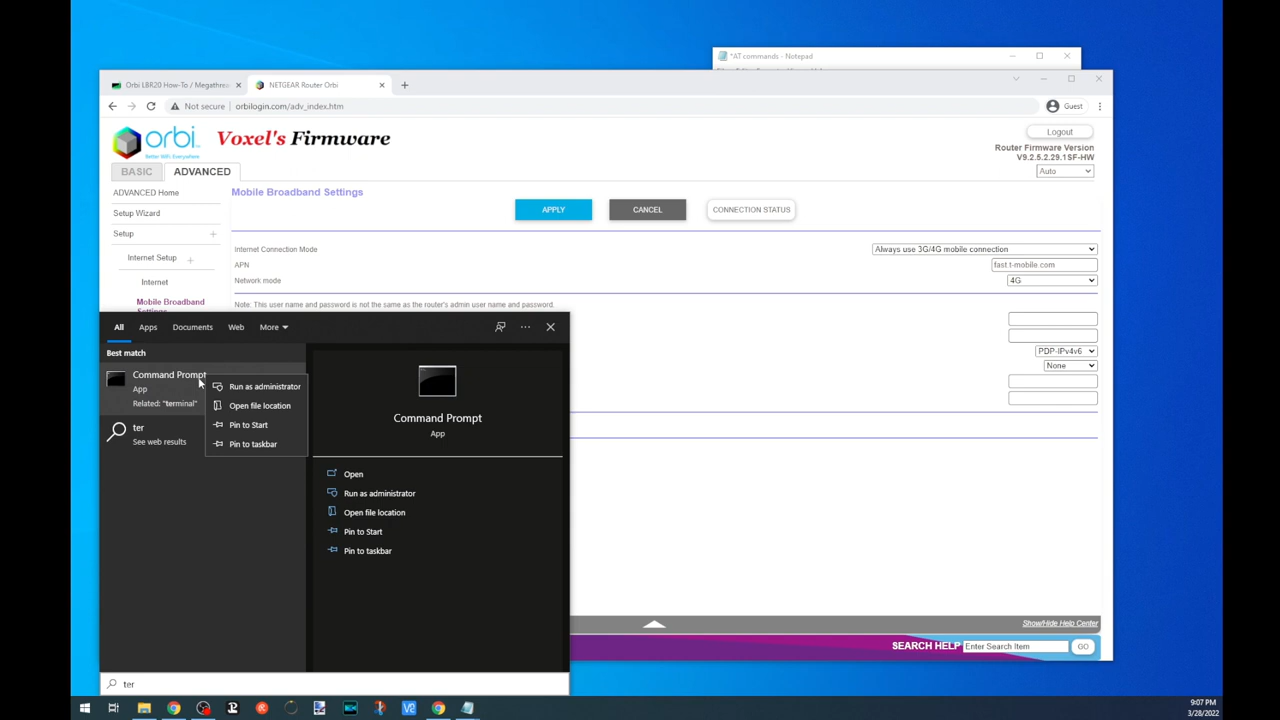 *AT commands - Notepad
Orbi LBR20 How-To / Megathre
NETGEAR Router Orbi
Not secure
orbilogin.com/adv_index.htm
Guest
orbi
Better WiFi. Everywhere.
Voxel's Firmware
Logout
Router Firmware Version
V9.2.5.2.29.1SF-HW
Auto
BASIC
ADVANCED
ADVANCED Home
Setup Wizard
Setup
Internet Setup
Internet
Mobile Broadband
Settings
Mobile Broadband Settings
APPLY
CANCEL
CONNECTION STATUS
Internet Connection Mode
Always use 3G/4G mobile connection
APN
fast.t-mobile.com
Network mode
4G
Note: This user name and password is not the same as the router's admin user name and password.
PDP-IPv4v6
None
All
Apps
Documents
Web
More
Best match
Command Prompt
App
Related: "terminal"
ter
See web results
Run as administrator
Open file location
Pin to Start
Pin to taskbar
Command Prompt
App
Open
Run as administrator
Open file location
Pin to Start
Pin to taskbar
Show/Hide Help Center
SEARCH HELP
Enter Search Item
GO
ter
9:07 PM
3/28/2022